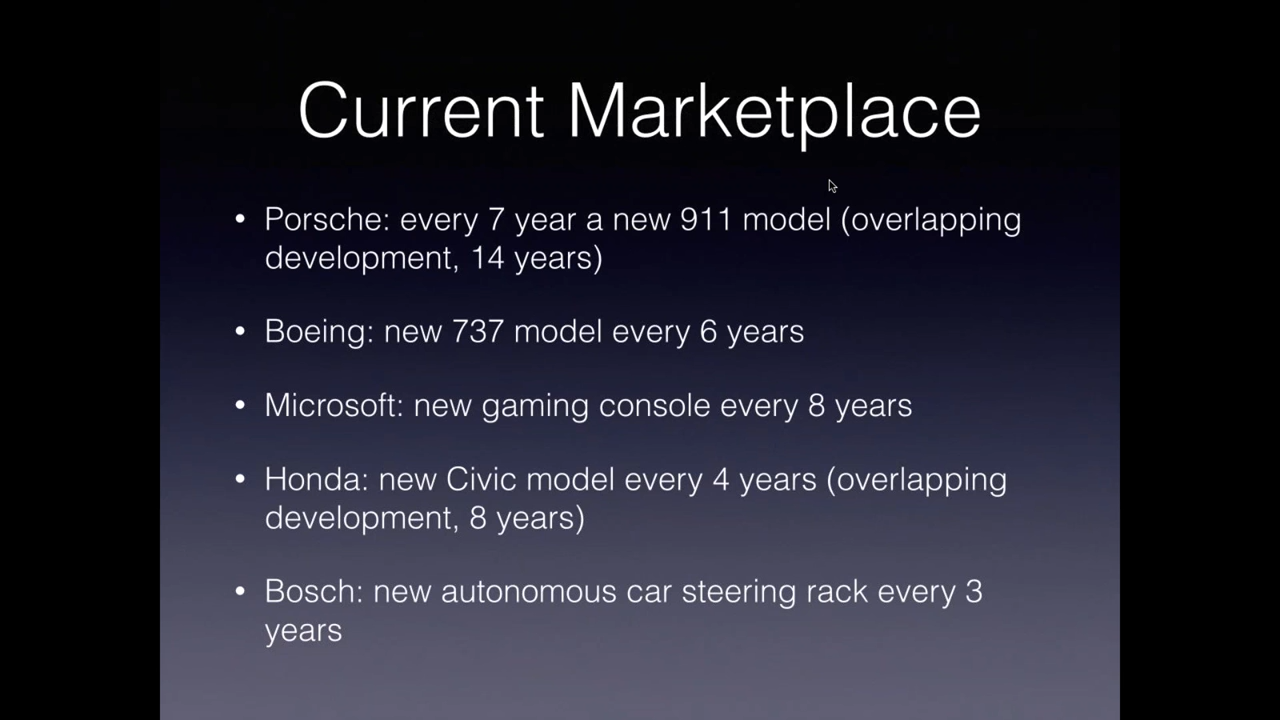 Current Marketplace
• Porsche: every 7 year a new 911 model (overlapping
development, 14 years)
• Boeing: new 737 model every 6 years
• Microsoft: new gaming console every 8 years
• Honda: new Civic model every 4 years (overlapping
development, 8 years)
• Bosch: new autonomous car steering rack every 3
years